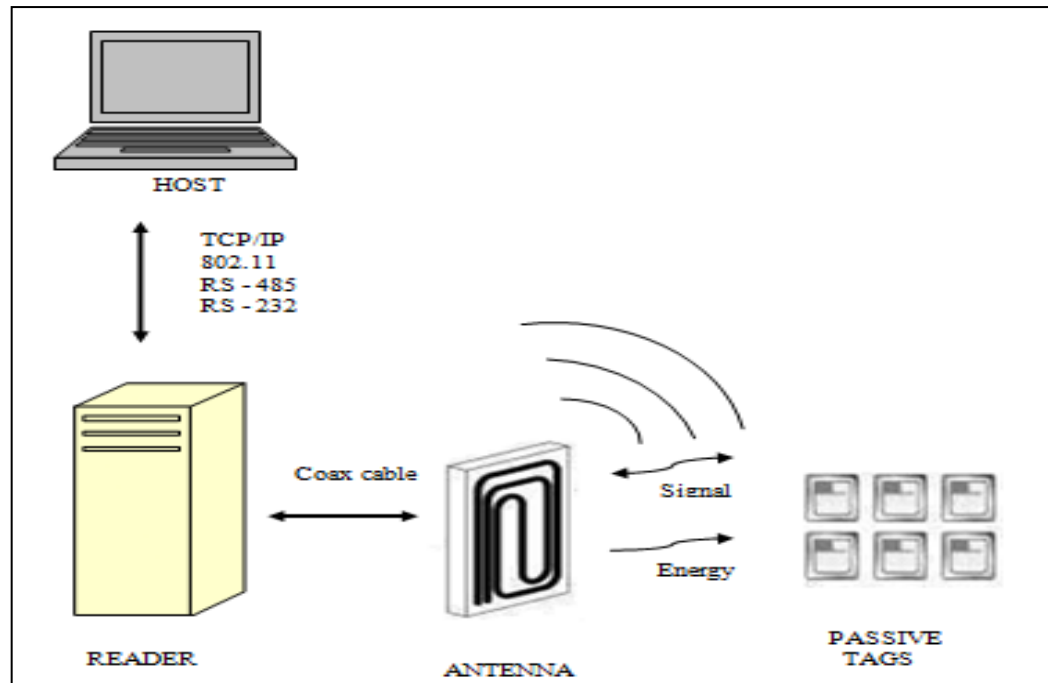 HOST
TCP/IP
802.11
RS - 485
RS - 232
Coax cable
Signal
Energy
READER
ANTENNA
PASSIVE
TAGS